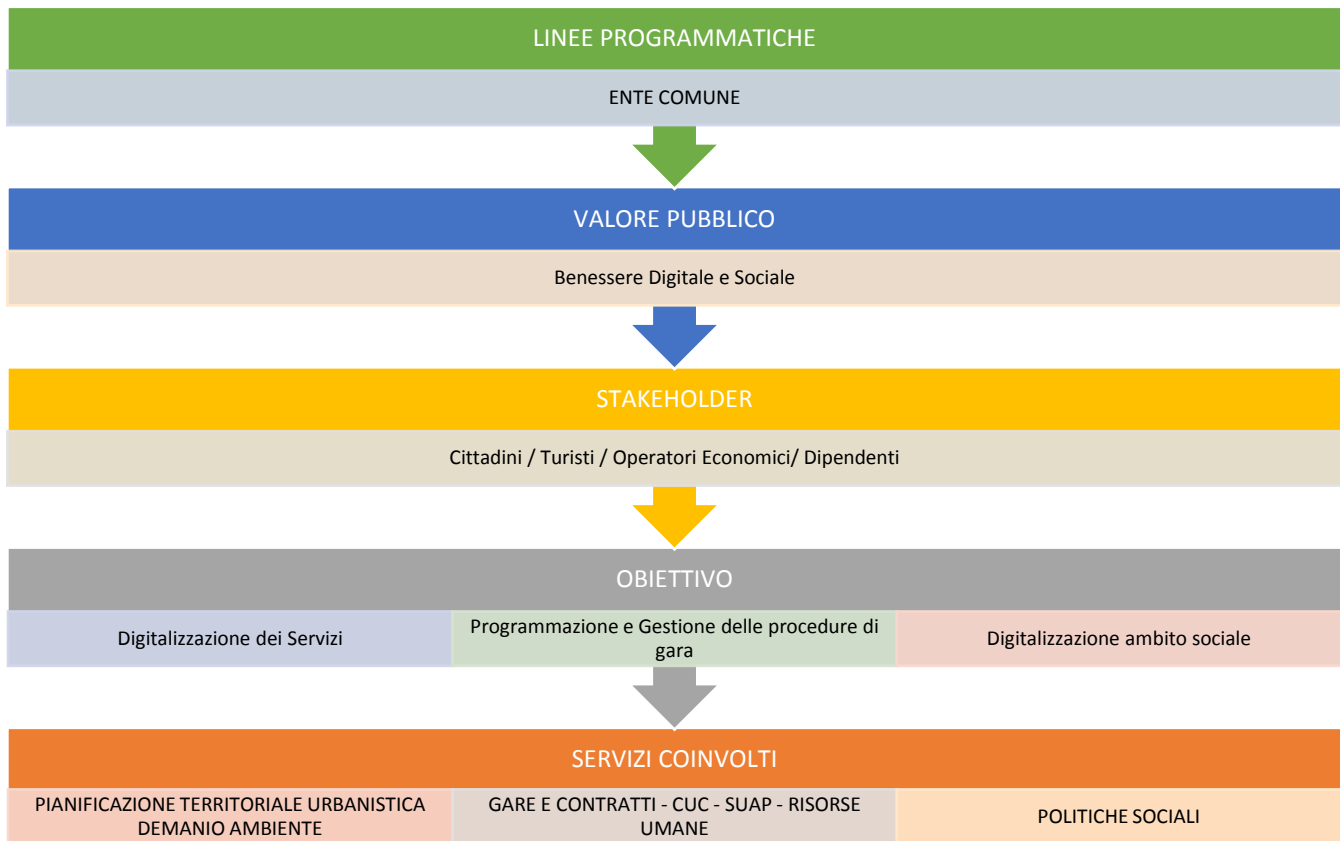 LINEE PROGRAMMATICHE
ENTE COMUNE
VALORE PUBBLICO
Benessere Digitale e Sociale
STAKEHOLDER
Cittadini / Turisti / Operatori Economici/ Dipendenti
OBIETTIVO
Digitalizzazione dei Servizi
Programmazione e Gestione delle procedure di
gara
Digitalizzazione ambito sociale
SERVIZI COINVOLTI
PIANIFICAZIONE TERRITORIALE URBANISTICA
DEMANIO AMBIENTE
GARE E CONTRATTI - CUC - SUAP - RISORSE
UMANE
POLITICHE SOCIALI